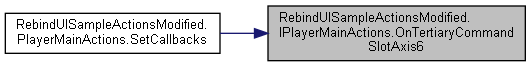 RebindUISampleActionsModified.
PlayerMainActions.SetCallbacks
RebindUISampleActionsModified.
IPlayerMainActions.OnTertiaryCommand
SlotAxis6